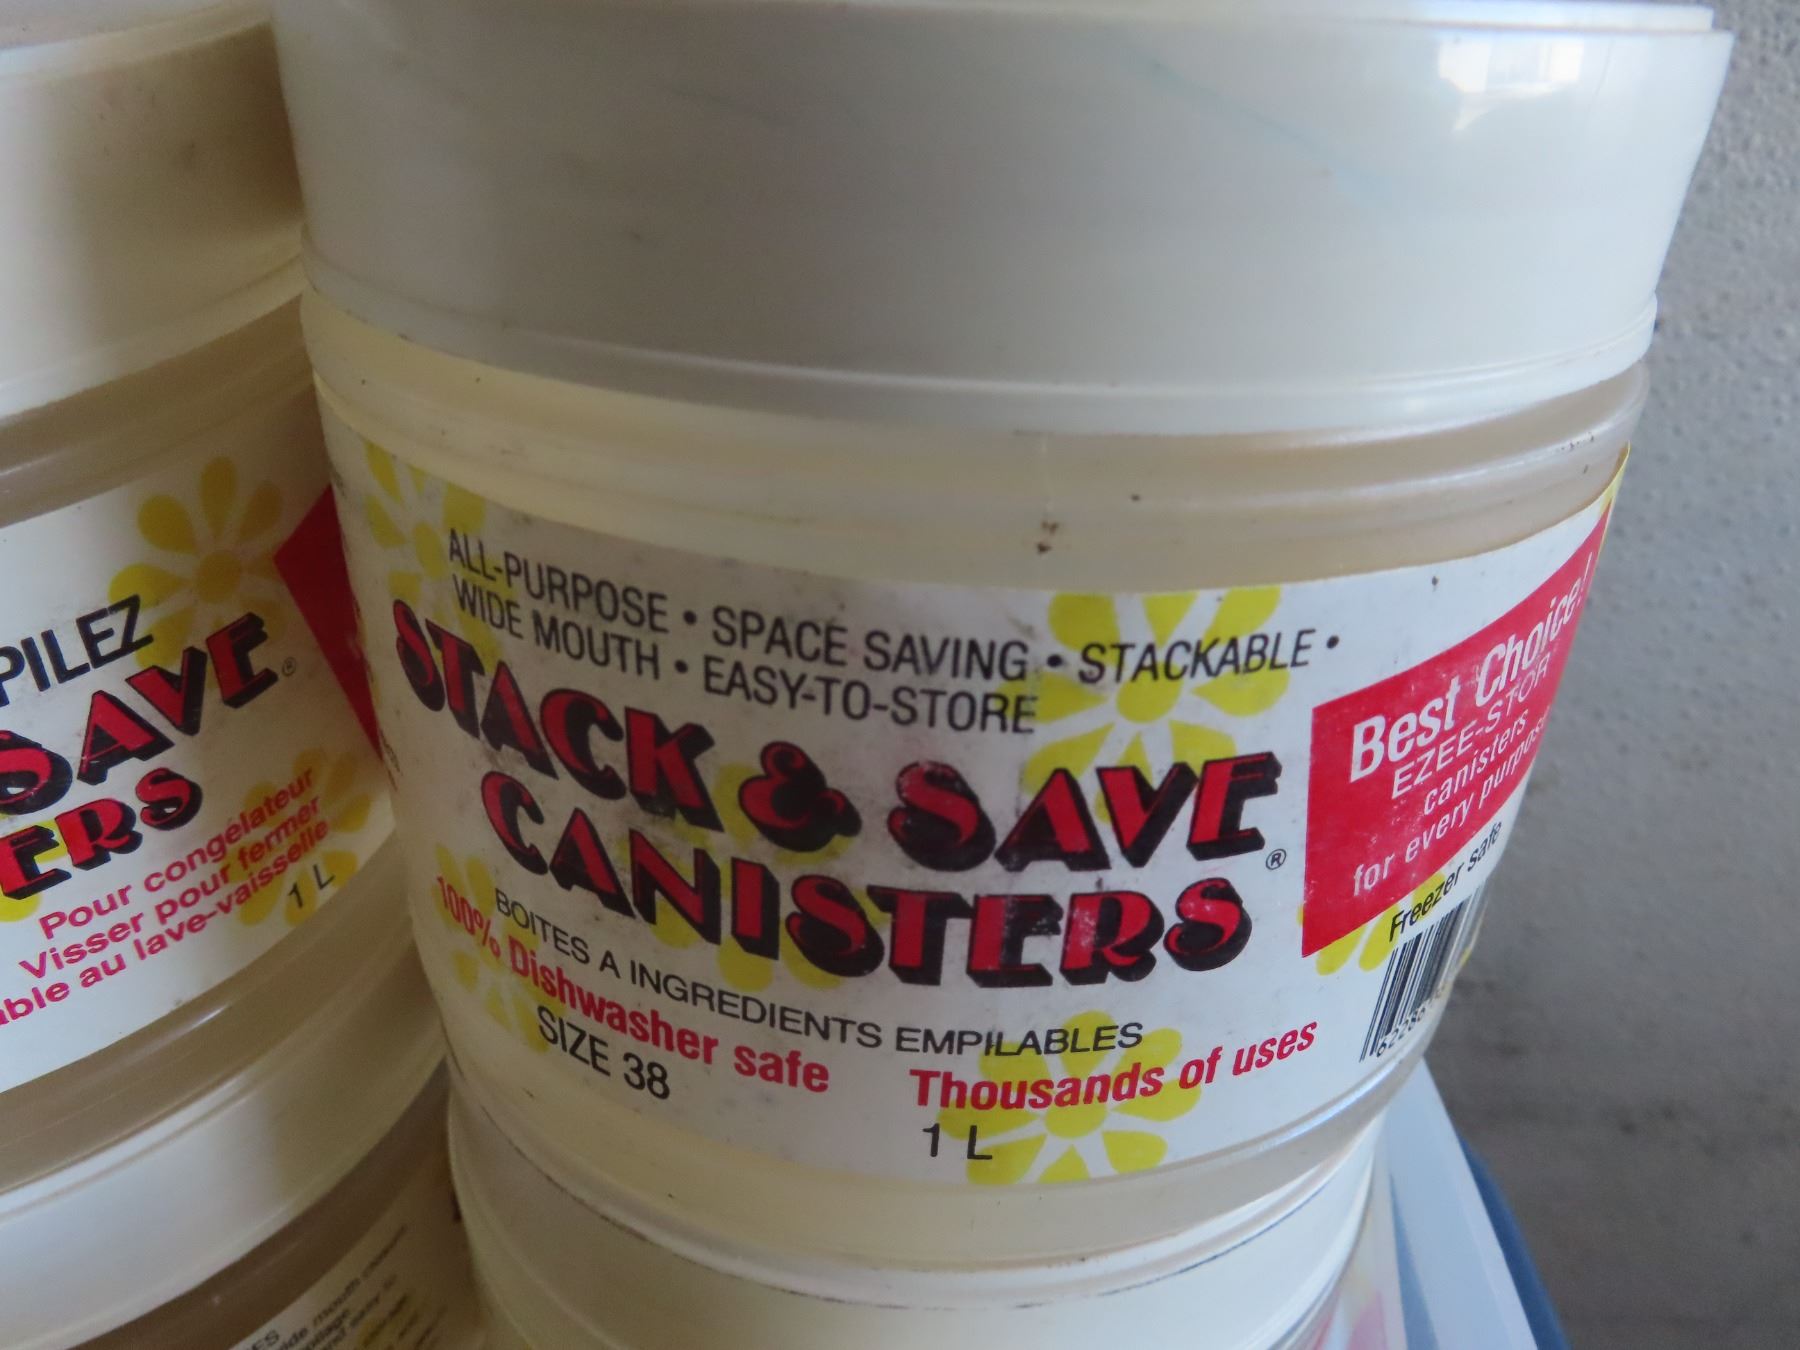 PILEZ
SAVE ®
ERS
Pour congélateur
Visser pour fermer
able au lave-vaisselle
1 L
ALL-PURPOSE • SPACE SAVING • STACKABLE •
WIDE MOUTH • EASY-TO-STORE
STACK & SAVE
CANISTERS ®
BOITES A INGREDIENTS EMPILABLES
100% Dishwasher safe
Thousands of uses
SIZE 38
1 L
Best Choice!
EZEE-STOR
canisters
for every purpose
Freezer safe